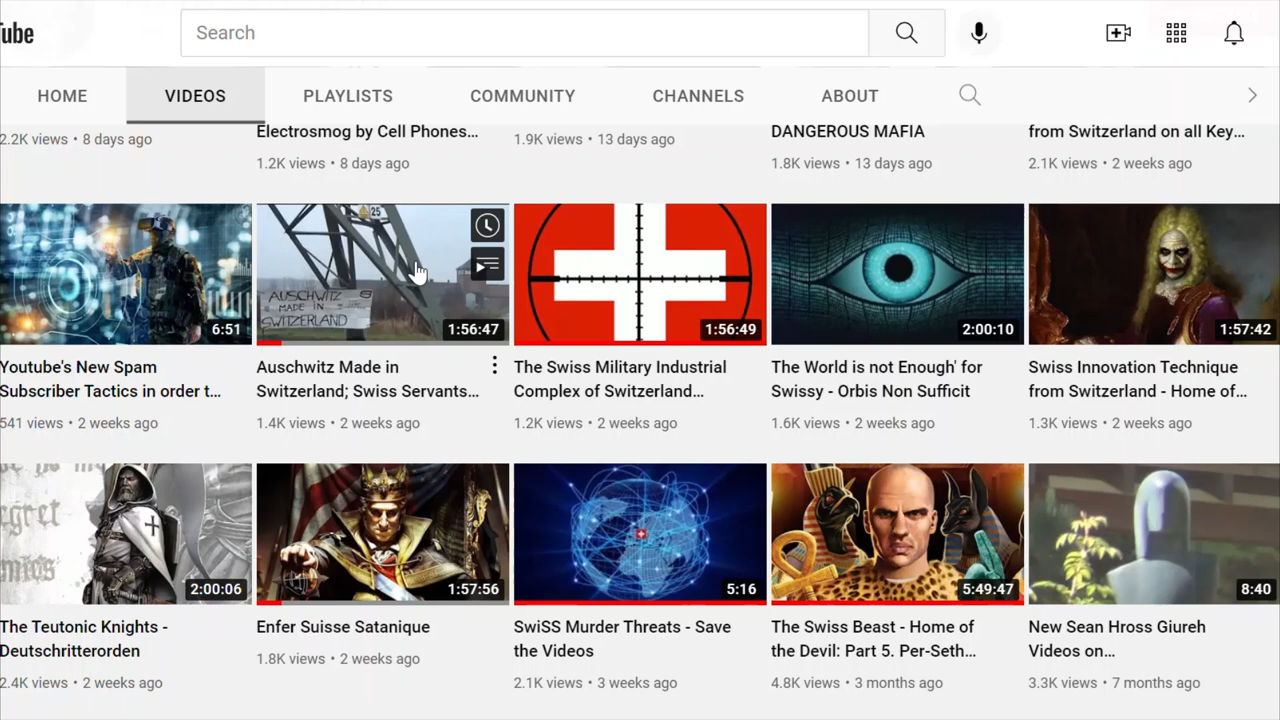 ube
Search
HOME
VIDEOS
PLAYLISTS
COMMUNITY
CHANNELS
ABOUT
2.2K views • 8 days ago
Electrosmog by Cell Phones...
1.2K views • 8 days ago
1.9K views • 13 days ago
DANGEROUS MAFIA
1.8K views • 13 days ago
from Switzerland on all Key...
2.1K views • 2 weeks ago
6:51
25
AUSCHWITZ
MADE IN
SWITZERLAND
1:56:47
1:56:49
2:00:10
1:57:42
Youtube's New Spam
Subscriber Tactics in order t...
541 views • 2 weeks ago
Auschwitz Made in
Switzerland; Swiss Servants...
1.4K views • 2 weeks ago
The Swiss Military Industrial
Complex of Switzerland...
1.2K views • 2 weeks ago
The World is not Enough' for
Swissy - Orbis Non Sufficit
1.6K views • 2 weeks ago
Swiss Innovation Technique
from Switzerland - Home of...
1.3K views • 2 weeks ago
2:00:06
1:57:56
5:16
5:49:47
8:40
The Teutonic Knights -
Deutschritterorden
2.4K views • 2 weeks ago
Enfer Suisse Satanique
1.8K views • 2 weeks ago
SwiSS Murder Threats - Save
the Videos
2.1K views • 3 weeks ago
The Swiss Beast - Home of
the Devil: Part 5. Per-Seth...
4.8K views • 3 months ago
New Sean Hross Giureh
Videos on...
3.3K views • 7 months ago